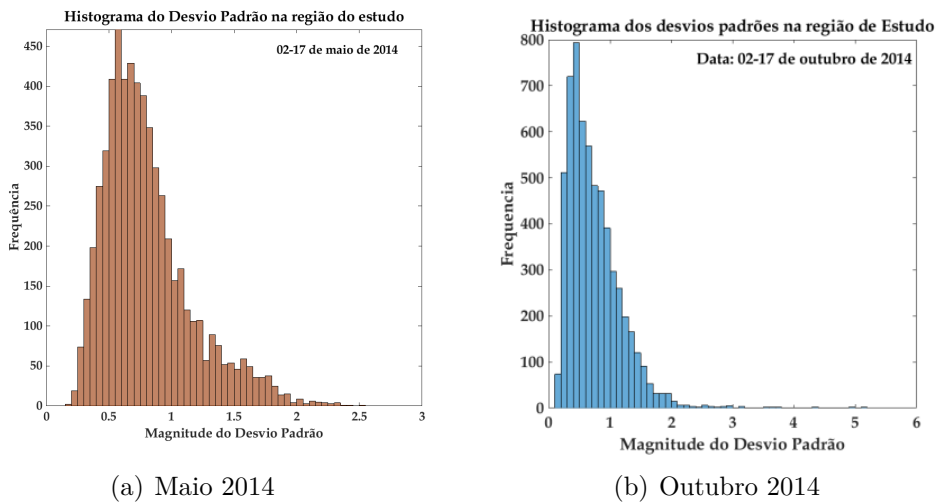 Histograma do Desvio Padrão na região do estudo
02-17 de maio de 2014
450
400
350
300
250
200
150
100
50
0
Frequência
0 0.5 1 1.5 2 2.5 3
Magnitude do Desvio Padrão
(a) Maio 2014
Histograma dos desvios padrões na região de Estudo
Data: 02-17 de outubro de 2014
800
700
600
500
400
300
200
100
0
Frequencia
0 1 2 3 4 5 6
Magnitude do Desvio Padrão
(b) Outubro 2014